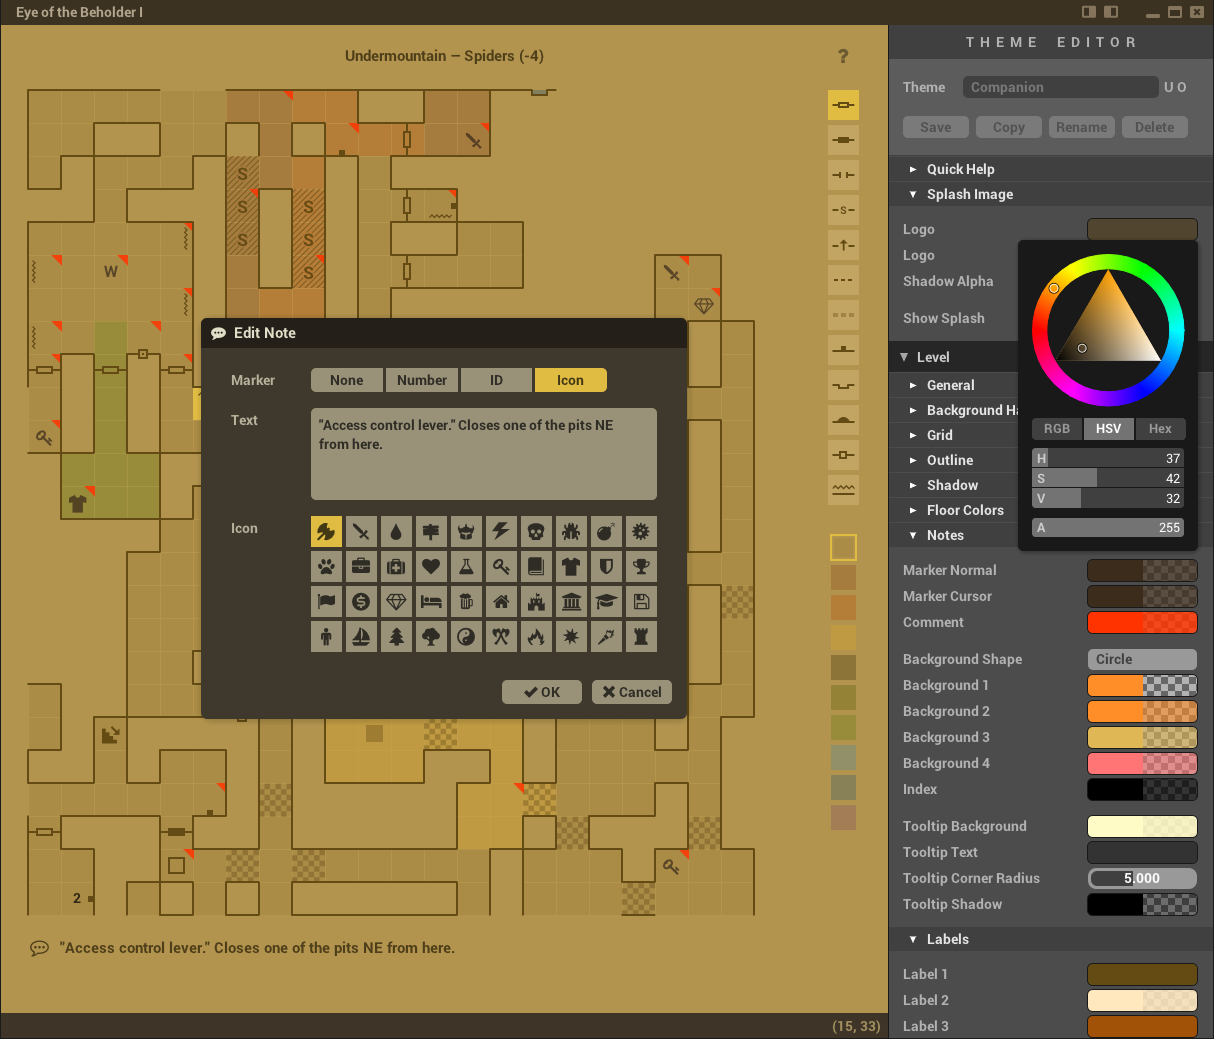 Eye of the Beholder I
Undermountain – Spiders (-4)
?
S
S
S
S
S
S
W
2
"Access control lever." Closes one of the pits NE from here.
(15, 33)
Edit Note
Marker
None
Number
ID
Icon
Text
"Access control lever." Closes one of the pits NE
from here.
Icon
OK
Cancel
THEME EDITOR
Theme
Companion
U O
Save
Copy
Rename
Delete
Quick Help
Splash Image
Logo
Logo
Shadow Alpha
Show Splash
Level
General
Background Ha
Grid
Outline
Shadow
Floor Colors
Notes
RGB
HSV
Hex
H 37
S 42
V 32
A 255
Marker Normal
Marker Cursor
Comment
Background Shape
Circle
Background 1
Background 2
Background 3
Background 4
Index
Tooltip Background
Tooltip Text
Tooltip Corner Radius
5.000
Tooltip Shadow
Labels
Label 1
Label 2
Label 3